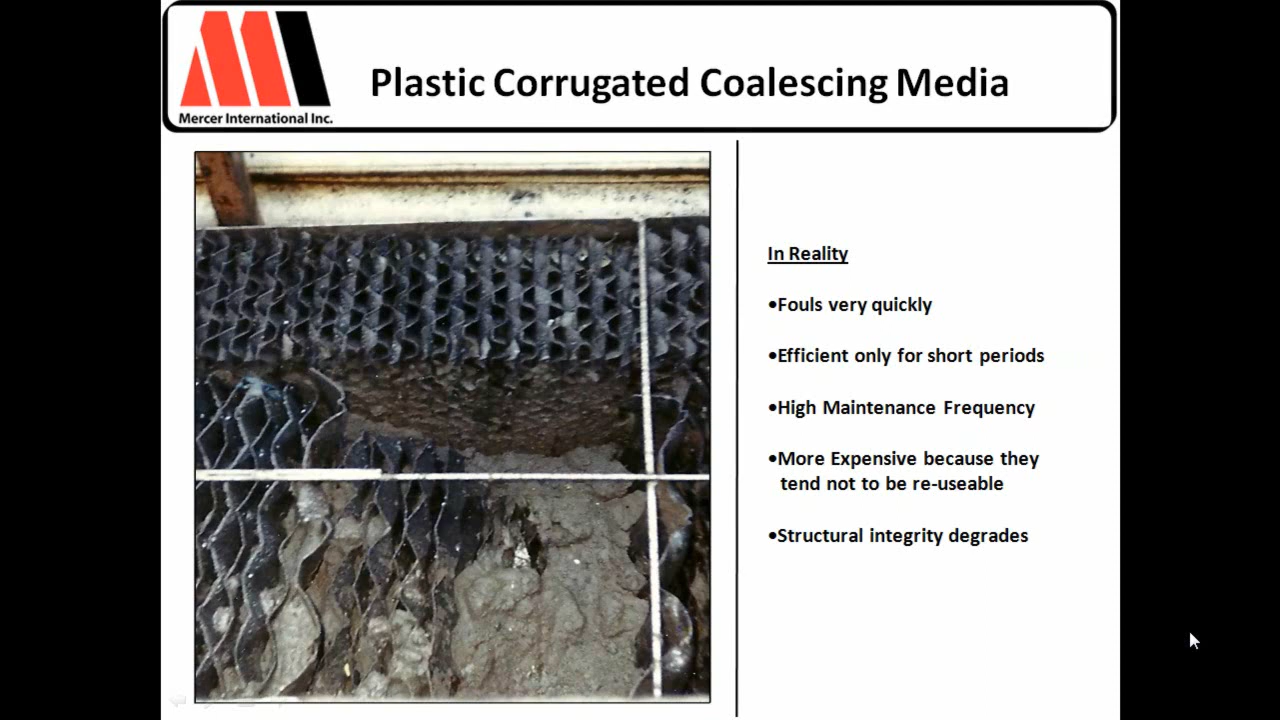 Mercer International Inc.
Plastic Corrugated Coalescing Media
In Reality
•Fouls very quickly
•Efficient only for short periods
•High Maintenance Frequency
•More Expensive because they
tend not to be re-useable
•Structural integrity degrades